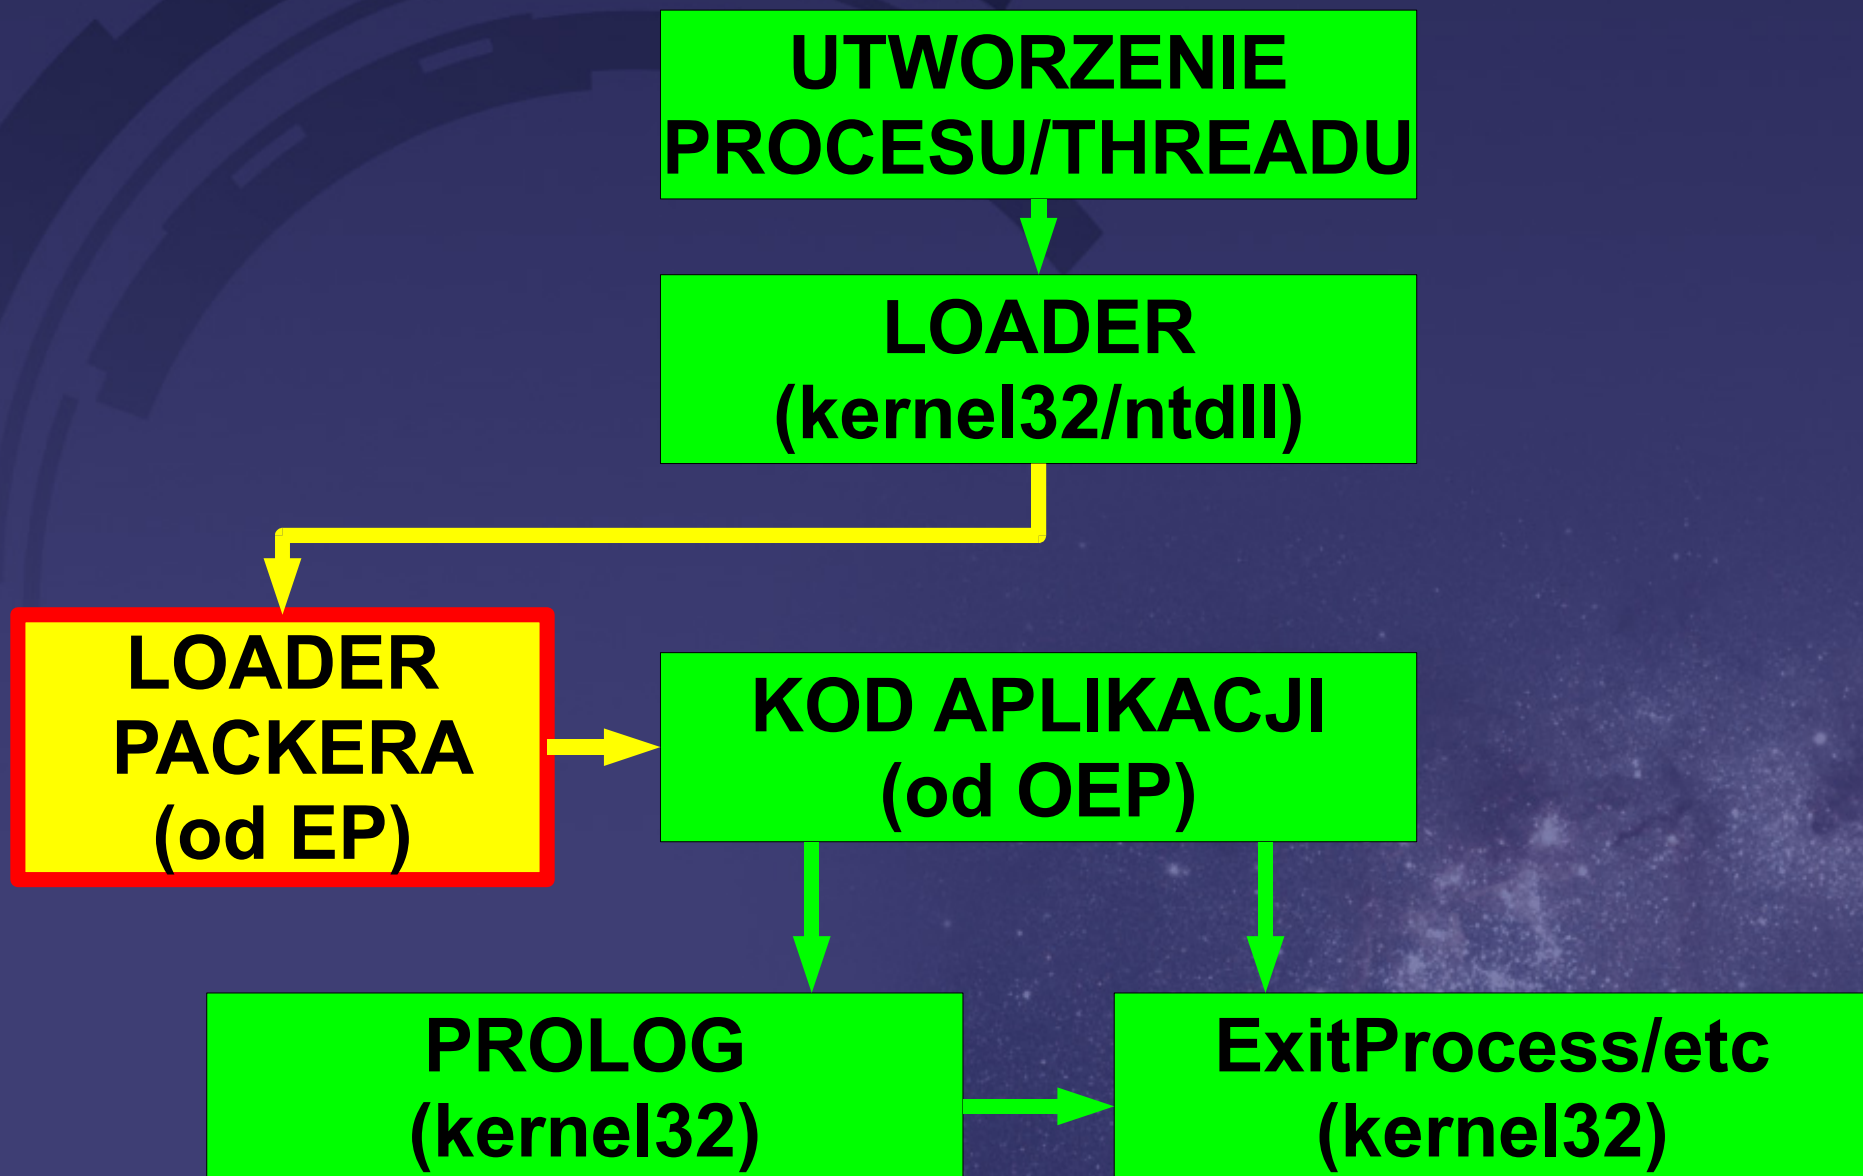 UTWORZENIE
PROCESU/THREADU
LOADER
(kernel32/ntdll)
LOADER
PACKERA
(od EP)
KOD APLIKACJI
(od OEP)
PROLOG
(kernel32)
ExitProcess/etc
(kernel32)